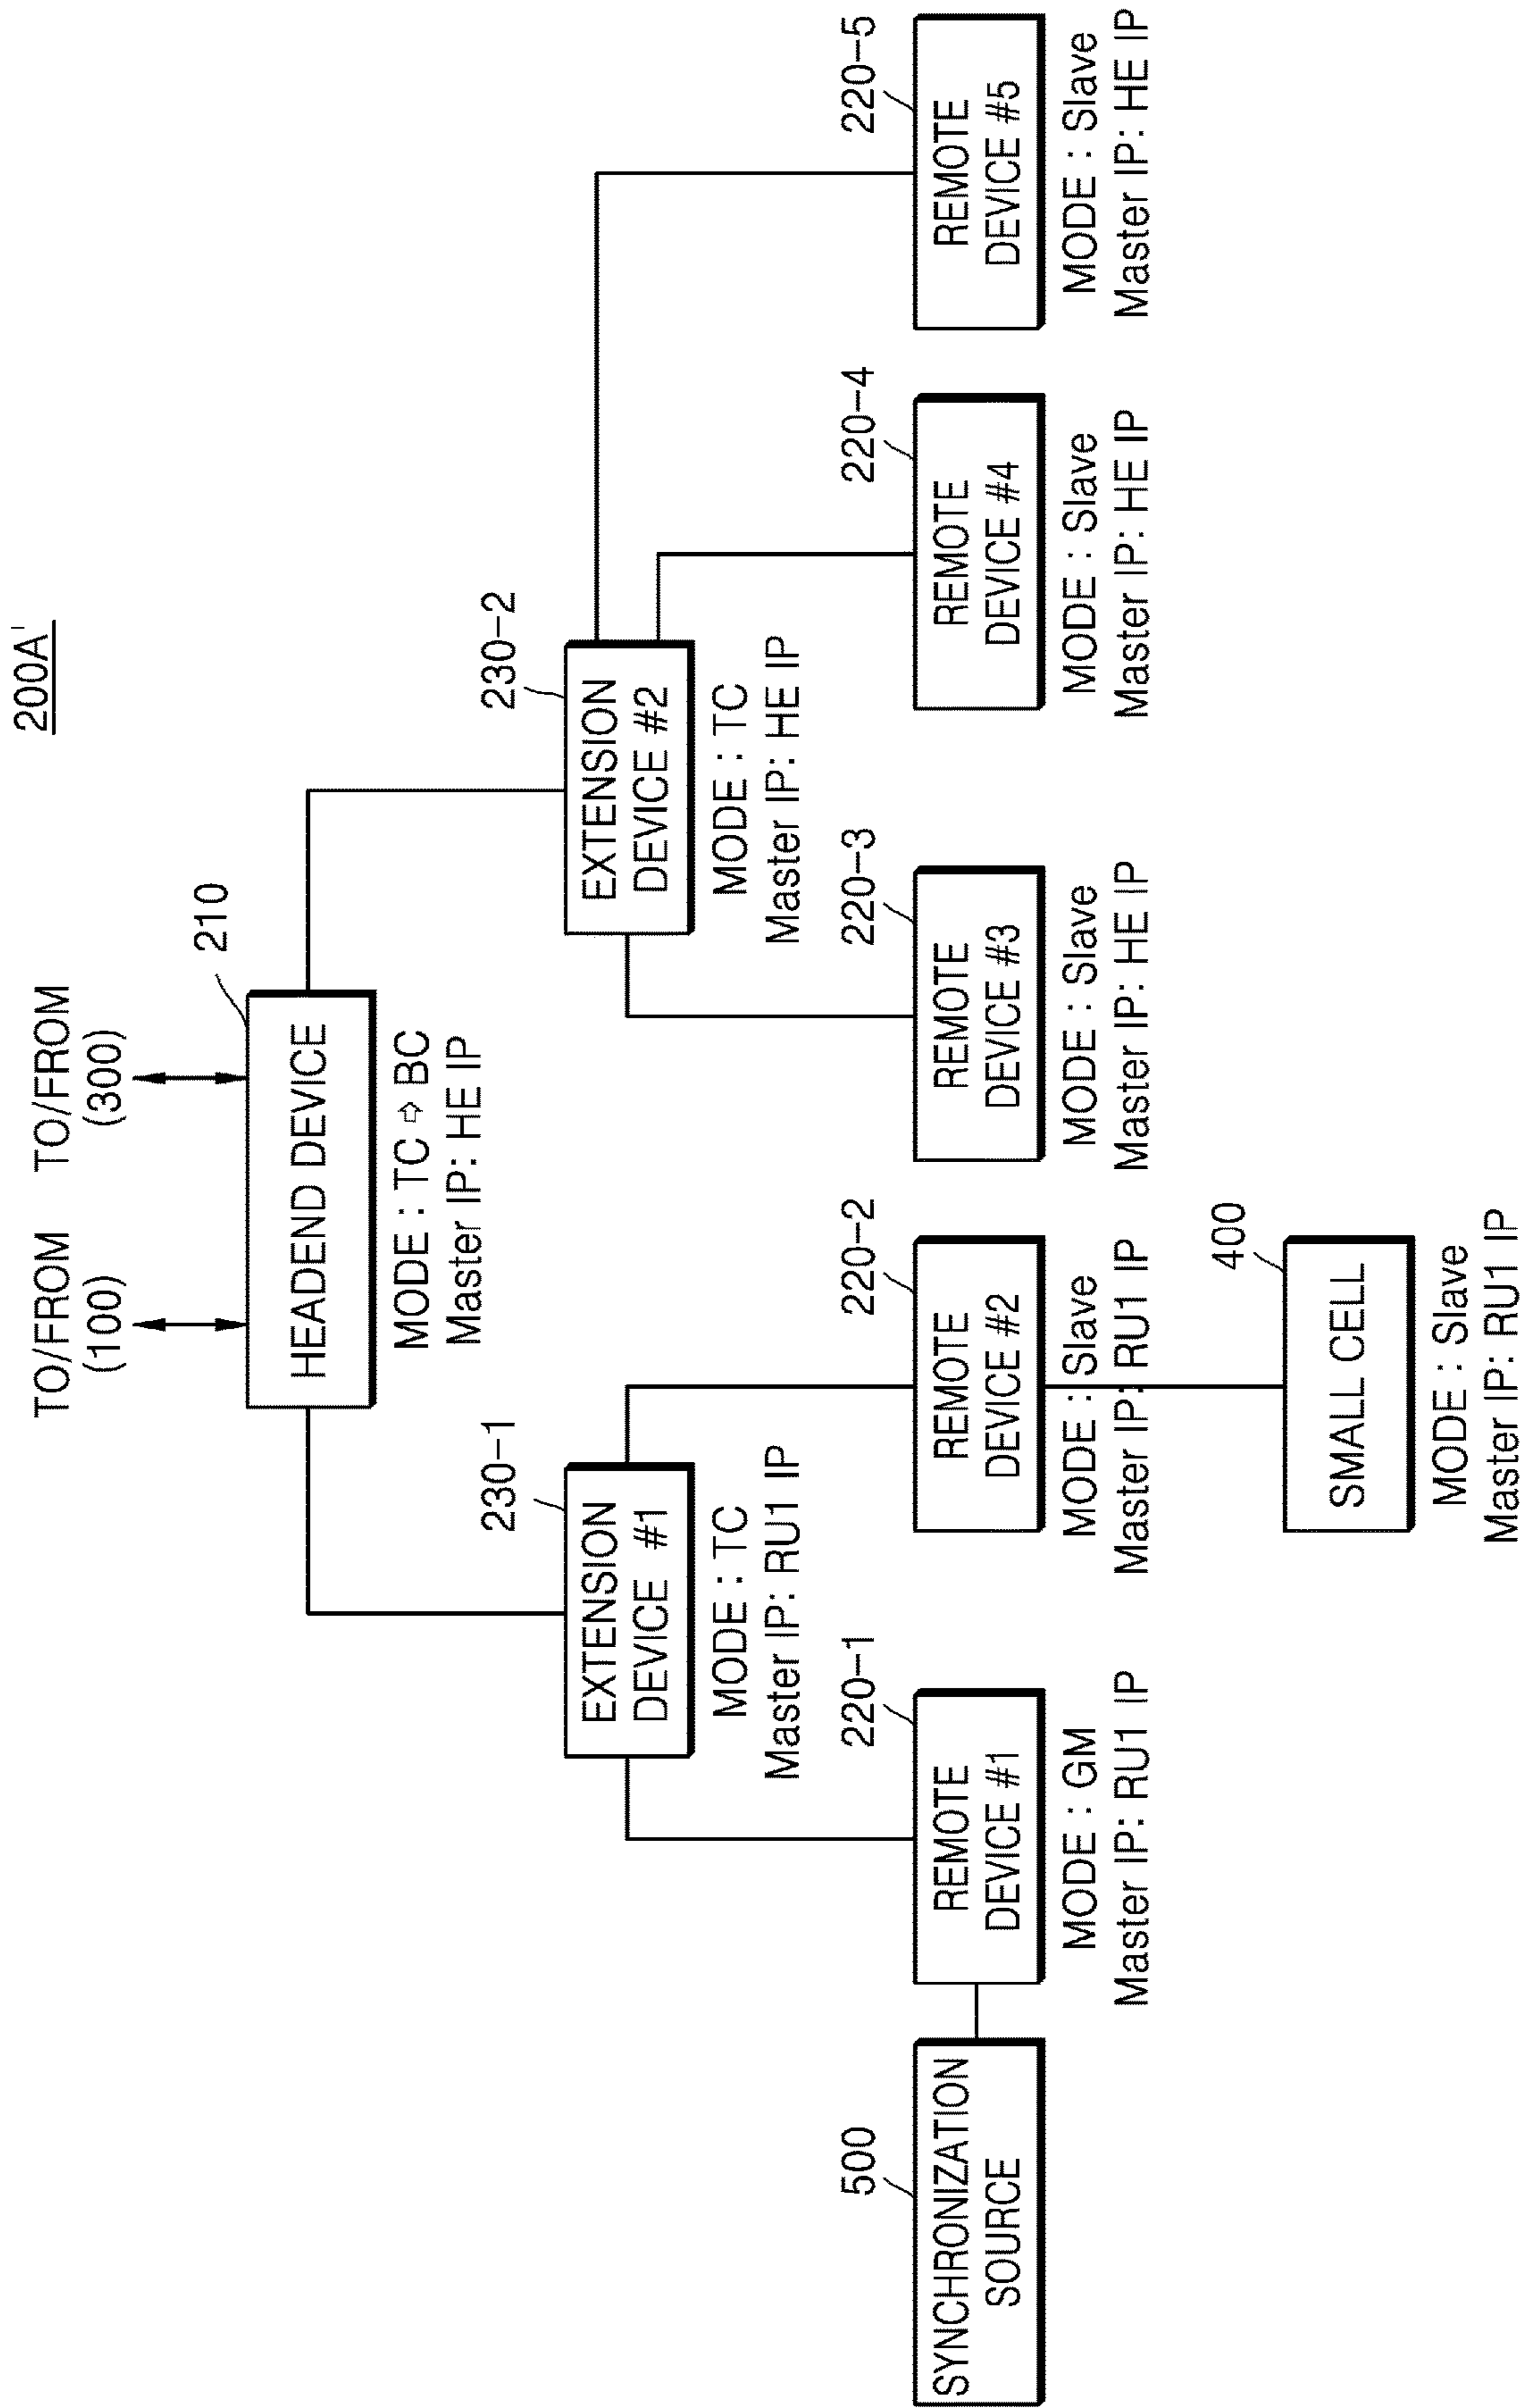 200A'
TO/FROM
(100)
TO/FROM
(300)
210
HEADEND DEVICE
MODE : TC ⇨ BC
Master IP: HE IP
230-1
EXTENSION
DEVICE #1
MODE : TC
Master IP: RU1 IP
230-2
EXTENSION
DEVICE #2
MODE : TC
Master IP: HE IP
500
SYNCHRONIZATION
SOURCE
220-1
REMOTE
DEVICE #1
MODE : GM
Master IP: RU1 IP
220-2
REMOTE
DEVICE #2
MODE : Slave
Master IP: RU1 IP
220-3
REMOTE
DEVICE #3
MODE : Slave
Master IP: HE IP
220-4
REMOTE
DEVICE #4
MODE : Slave
Master IP: HE IP
220-5
REMOTE
DEVICE #5
MODE : Slave
Master IP: HE IP
400
SMALL CELL
MODE : Slave
Master IP: RU1 IP